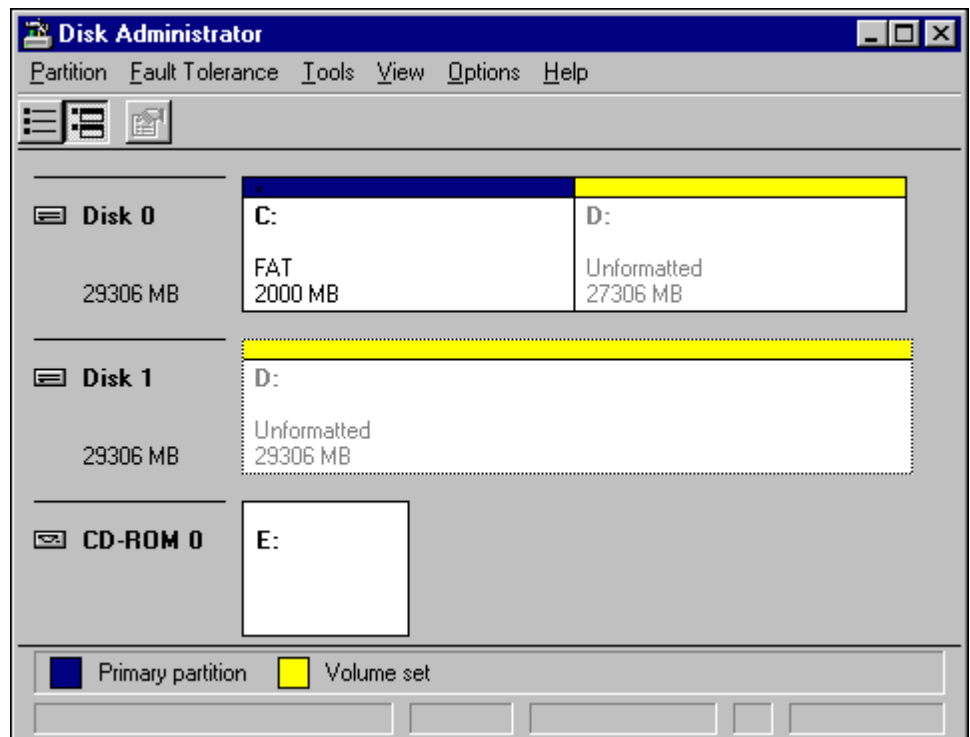 Disk Administrator
Partition Fault Tolerance Tools View Options Help
Disk 0
29306 MB
C:
FAT
2000 MB
D:
Unformatted
27306 MB
Disk 1
29306 MB
D:
Unformatted
29306 MB
CD-ROM 0
E:
Primary partition
Volume set